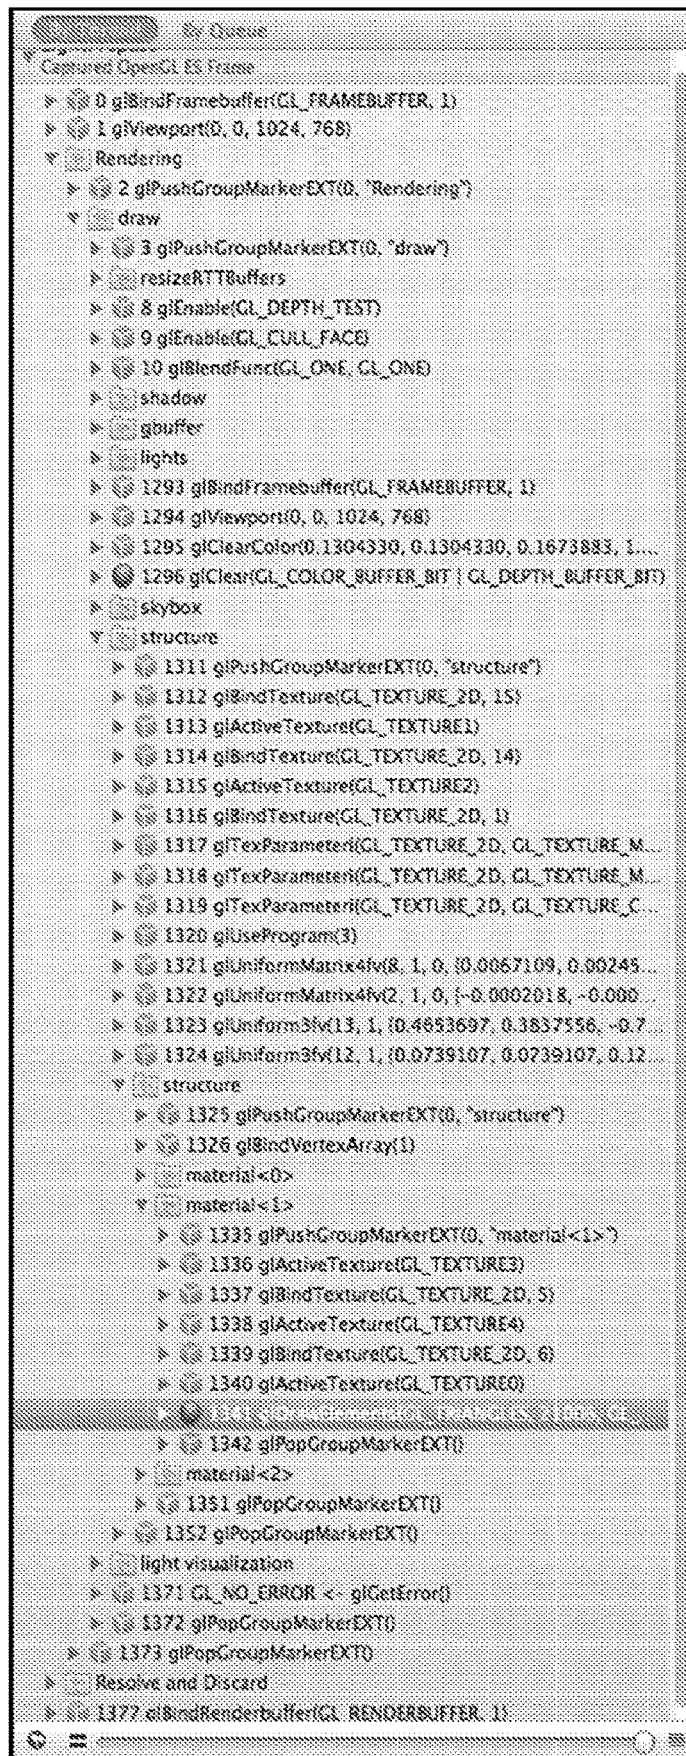 By Queue
Captured OpenGL ES Frame
0 glBindFramebuffer(GL_FRAMEBUFFER, 1)
1 glViewport(0, 0, 1024, 768)
Rendering
2 glPushGroupMarkerEXT(0, "Rendering")
draw
3 glPushGroupMarkerEXT(0, "draw")
resizeRTTBuffers
8 glEnable(GL_DEPTH_TEST)
9 glEnable(GL_CULL_FACE)
10 glBlendFunc(GL_ONE, GL_ONE)
shadow
gbuffer
lights
1293 glBindFramebuffer(GL_FRAMEBUFFER, 1)
1294 glViewport(0, 0, 1024, 768)
1295 glClearColor(0.1304330, 0.1304330, 0.1673883, 1....
1296 glClear(GL_COLOR_BUFFER_BIT | GL_DEPTH_BUFFER_BIT)
skybox
structure
1311 glPushGroupMarkerEXT(0, "structure")
1312 glBindTexture(GL_TEXTURE_2D, 15)
1313 glActiveTexture(GL_TEXTURE1)
1314 glBindTexture(GL_TEXTURE_2D, 14)
1315 glActiveTexture(GL_TEXTURE2)
1316 glBindTexture(GL_TEXTURE_2D, 1)
1317 glTexParameteri(GL_TEXTURE_2D, GL_TEXTURE_M...
1318 glTexParameteri(GL_TEXTURE_2D, GL_TEXTURE_M...
1319 glTexParameteri(GL_TEXTURE_2D, GL_TEXTURE_C...
1320 glUseProgram(3)
1321 glUniformMatrix4fv(8, 1, 0, {0.0067109, 0.00245...
1322 glUniformMatrix4fv(2, 1, 0, {-0.0002018, -0.000...
1323 glUniform3fv(13, 1, {0.4653697, 0.3837556, -0.7...
1324 glUniform3fv(12, 1, {0.0739107, 0.0739107, 0.12...
structure
1325 glPushGroupMarkerEXT(0, "structure")
1326 glBindVertexArray(1)
material<0>
material<1>
1335 glPushGroupMarkerEXT(0, "material<1>")
1336 glActiveTexture(GL_TEXTURE3)
1337 glBindTexture(GL_TEXTURE_2D, 5)
1338 glActiveTexture(GL_TEXTURE4)
1339 glBindTexture(GL_TEXTURE_2D, 6)
1340 glActiveTexture(GL_TEXTURE0)
1342 glPopGroupMarkerEXT()
material<2>
1351 glPopGroupMarkerEXT()
1352 glPopGroupMarkerEXT()
light visualization
1371 GL_NO_ERROR <- glGetError()
1372 glPopGroupMarkerEXT()
1373 glPopGroupMarkerEXT()
Resolve and Discard
1377 glBindRenderbuffer(GL_RENDERBUFFER, 1)